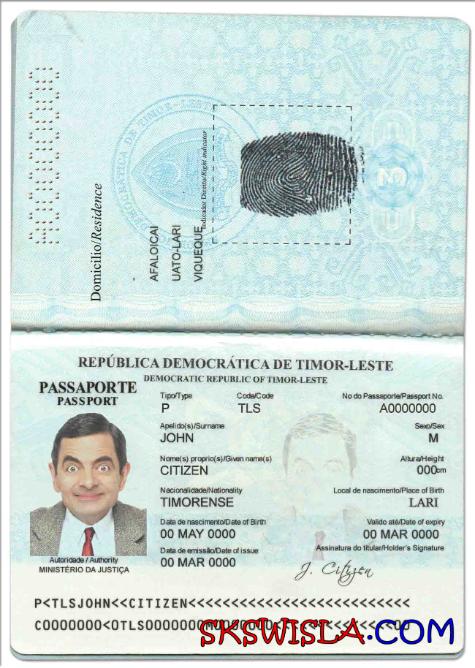 Domicilio/Residence
AFALOICAI
UATO-LARI
VIQUEQUE
Indicador Direito/Right indicator
3
REPÚBLICA DEMOCRÁTICA DE TIMOR-LESTE
DEMOCRATIC REPUBLIC OF TIMOR-LESTE
PASSAPORTE
PASSPORT
Tipo/Type Code/Code No do Passaporte/Passport No.
P TLS A0000000
Apelido(s)/Surname Sexo/Sex
JOHN M
Nome(s) proprio(s)/Given name(s) Altura/Height
CITIZEN 000cm
Nacionalidade/Nationality Local de nascimento/Place of Birth
TIMORENSE LARI
Data de nascimento/Date of Birth Valido até/Date of expiry
00 MAY 0000 00 MAR 0000
Data de emissão/Date of issue Assinatura do titular/Holder's Signature
00 MAR 0000 J. Citizen
Autoridade / Authority
MINISTÉRIO DA JUSTIÇA
P<TLSJOHN<<CITIZEN<<<<<<<<<<<<<<<<<<<<<<<<<<
SKSWISLA.COM